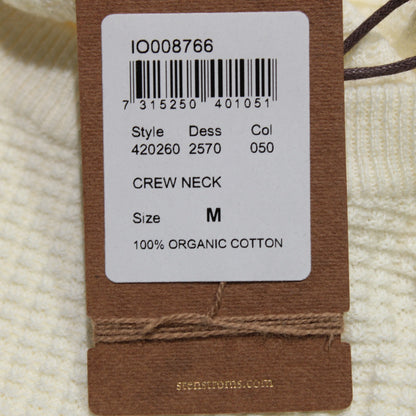 IO008766
7 315250 401051
Style Dess Col
420260 2570 050
CREW NECK
Size M
100% ORGANIC COTTON
stenstroms.com